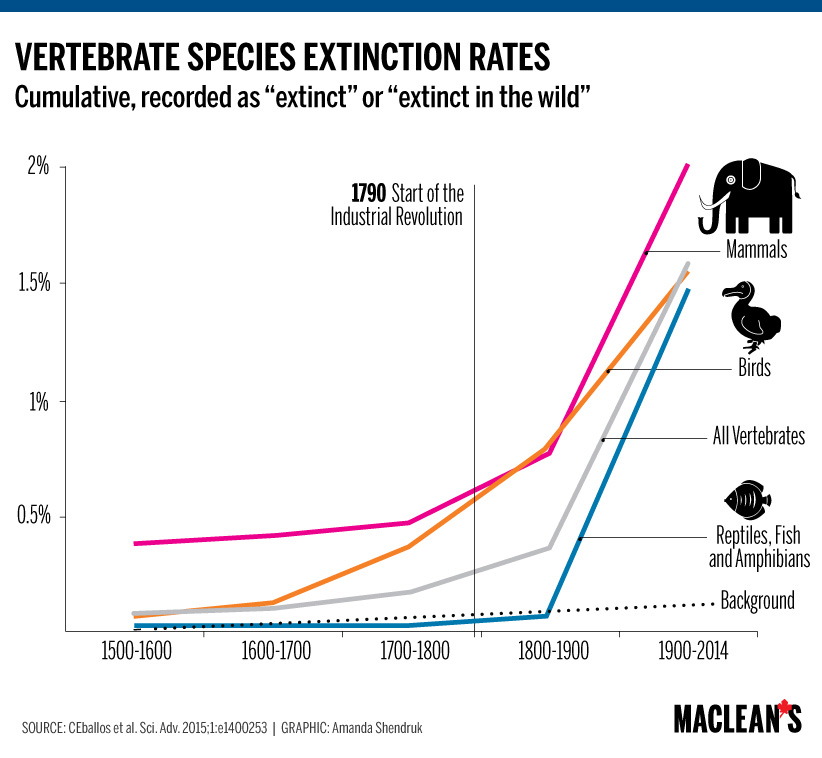 VERTEBRATE SPECIES EXTINCTION RATES
Cumulative, recorded as “extinct” or “extinct in the wild”
2%
1.5%
1%
0.5%
1790 Start of the
Industrial Revolution
Mammals
Birds
All Vertebrates
Reptiles, Fish
and Amphibians
Background
1500-1600
1600-1700
1700-1800
1800-1900
1900-2014
SOURCE: CEballos et al. Sci. Adv. 2015;1:e1400253 | GRAPHIC: Amanda Shendruk
MACLEAN'S